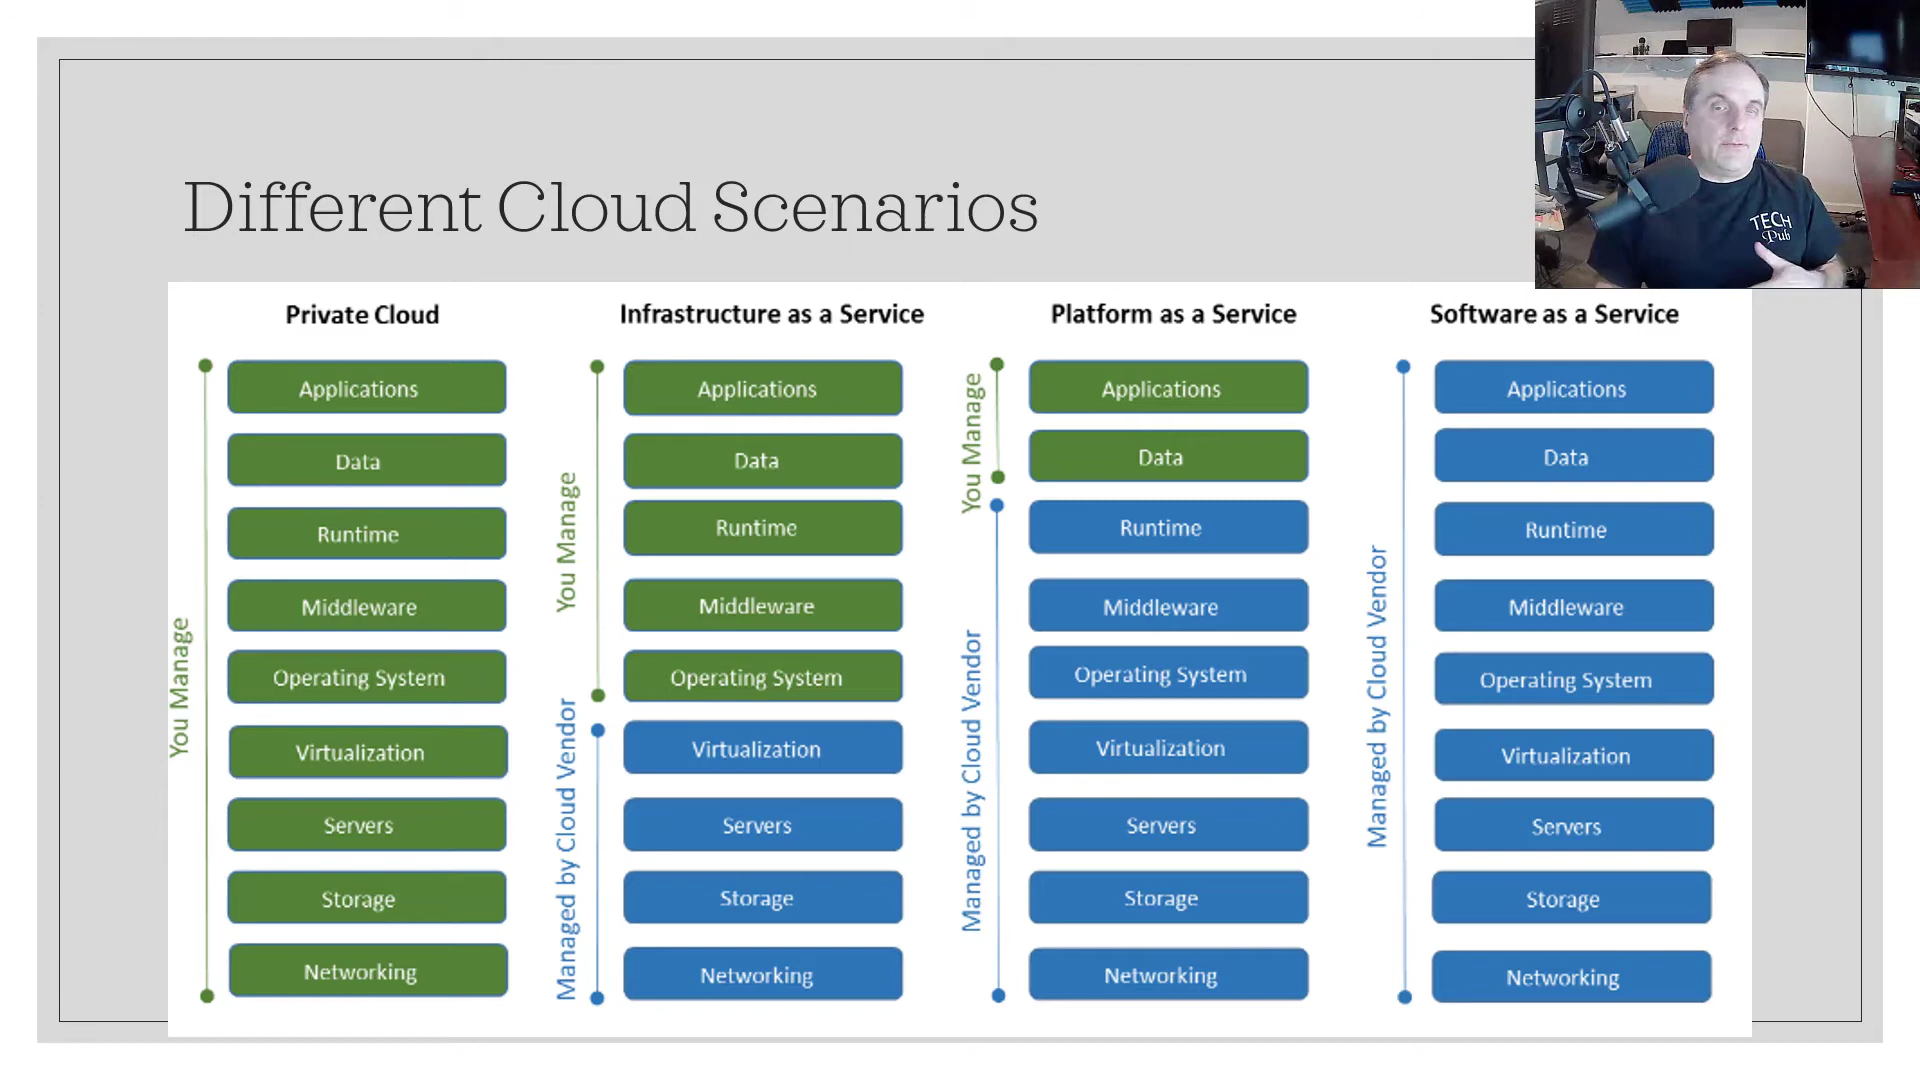 Different Cloud Scenarios
TECH
Pub
Private Cloud
You Manage
Applications
Data
Runtime
Middleware
Operating System
Virtualization
Servers
Storage
Networking
Infrastructure as a Service
You Manage
Managed by Cloud Vendor
Applications
Data
Runtime
Middleware
Operating System
Virtualization
Servers
Storage
Networking
Platform as a Service
You Manage
Managed by Cloud Vendor
Applications
Data
Runtime
Middleware
Operating System
Virtualization
Servers
Storage
Networking
Software as a Service
Managed by Cloud Vendor
Applications
Data
Runtime
Middleware
Operating System
Virtualization
Servers
Storage
Networking